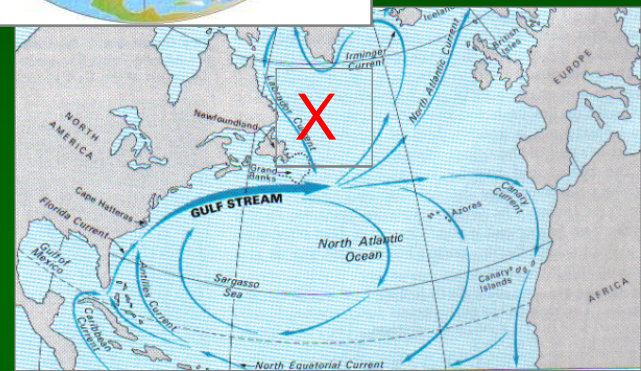 Iceland
Irminger
Current
British
Isles
EUROPE
North Atlantic Current
Labrador Current
X
Newfoundland
NORTH
AMERICA
Grand
Banks
Cape Hatteras
GULF STREAM
Florida Current
Canary
Current
Azores
North Atlantic
Ocean
Gulf of
Mexico
Antilles Current
Sargasso
Sea
Canary
Islands
AFRICA
Caribbean
Current
North Equatorial Current